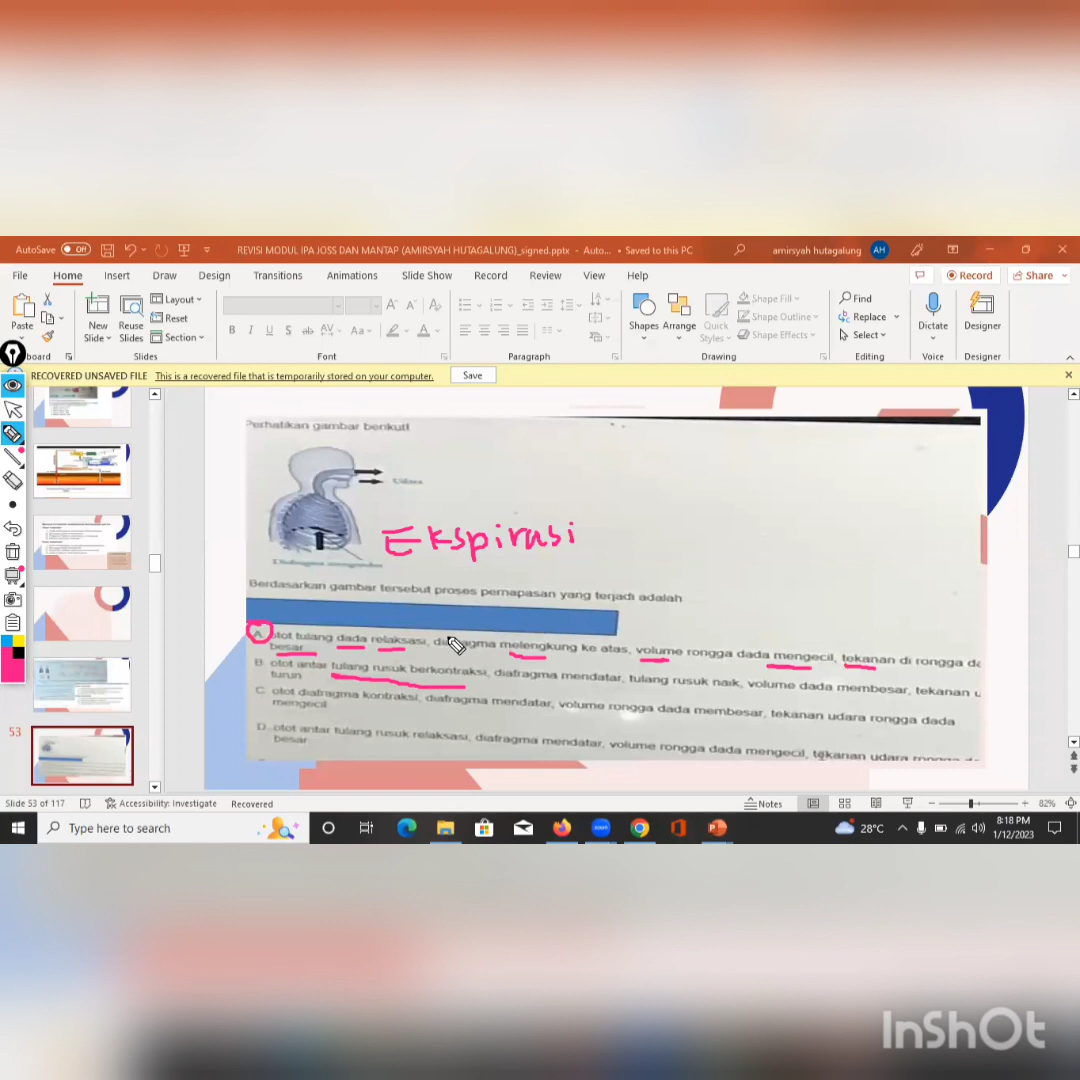 AutoSave Off REVISI MODUL IPA JOSS DAN MANTAP (AMIRSYAH HUTAGALUNG)_signed.pptx - Auto... • Saved to this PC amirsyah hutagalung AH
File Home Insert Draw Design Transitions Animations Slide Show Record Review View Help Record Share
Paste New Slide Reuse Slides Layout Reset Section
B I U S ab AV Aa A
Shapes Arrange Quick Styles Shape Fill Shape Outline Shape Effects
Find Replace Select Dictate Designer
board Slides Font Paragraph Drawing Editing Voice Designer
RECOVERED UNSAVED FILE This is a recovered file that is temporarily stored on your computer. Save
Perhatikan gambar berikut!
Udara
Ekspirasi
Diafragma
Berdasarkan gambar tersebut proses pernapasan yang terjadi adalah
A. otot tulang dada relaksasi, diafragma melengkung ke atas, volume rongga dada mengecil, tekanan di rongga da
besar
B. otot antar tulang rusuk berkontraksi, diafragma mendatar, tulang rusuk naik, volume dada membesar, tekanan u
turun
C. otot diafragma kontraksi, diafragma mendatar, volume rongga dada membesar, tekanan udara rongga dada
mengecil
D. otot antar tulang rusuk relaksasi, diafragma mendatar, volume rongga dada mengecil, tekanan udara rongga
besar
53
Slide 53 of 117 Accessibility: Investigate Recovered Notes 82%
Type here to search zoom 28°C 8:18 PM
1/12/2023
InShOt